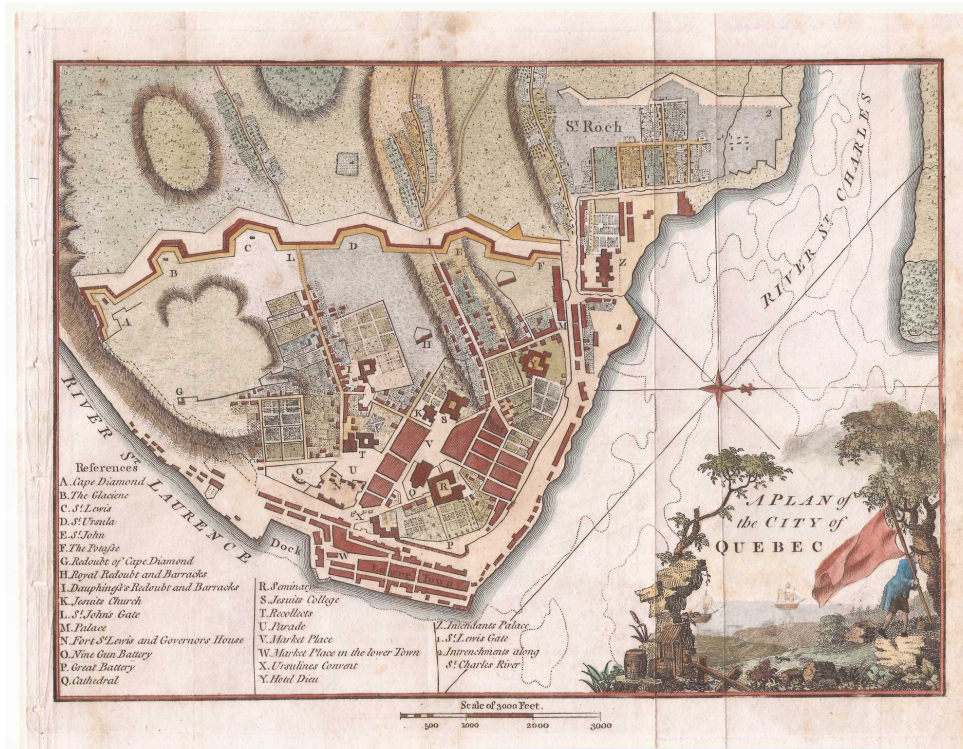 St. Roch
2
RIVER St. CHARLES
B
C
L
D
1
E
F
Z
A
G
H
M
K
S
V
T
O
U
Q
R
P
W
Dock
Lower Town
RIVER St. LAURENCE
References
A. Cape Diamond
B. The Glaciene
C. St. Lewis
D. St. Ursula
E. St. John
F. The Potasse
G. Redoubt of Cape Diamond
H. Royal Redoubt and Barracks
I. Dauphings's Redoubt and Barracks
K. Jesuits Church
L. St. John's Gate
M. Palace
N. Fort St. Lewis and Governors House
O. Nine Gun Battery
P. Great Battery
Q. Cathedral
R. Seminary
S. Jesuits College
T. Recollects
U. Parade
V. Market Place
W. Market Place in the lower Town
X. Ursulines Convent
Y. Hotel Dieu
Z. Intendants Palace
1. St. Lewis Gate
2. Intrenchments along
St. Charles River
A PLAN of
the CITY of
QUEBEC
Scale of 3000 Feet.
500 1000 2000 3000